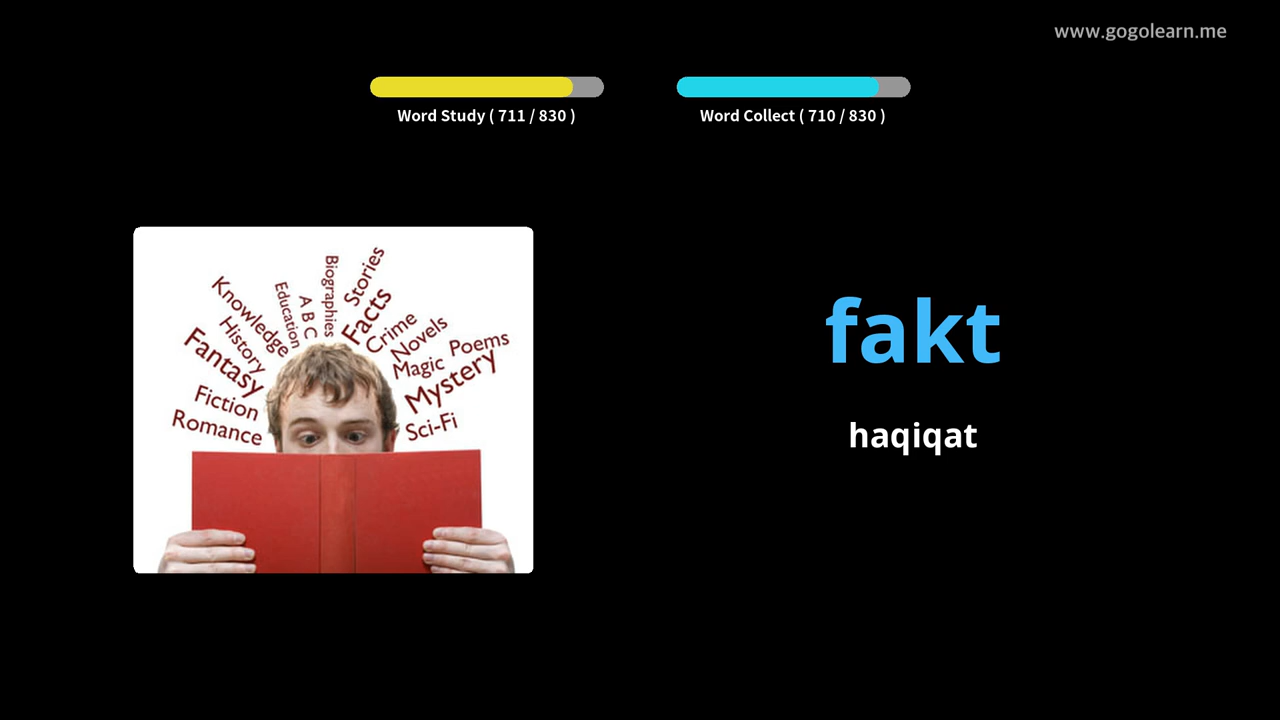 www.gogolearn.me
Word Study ( 711 / 830 )
Word Collect ( 710 / 830 )
Knowledge
Education
A B C
Biographies
Stories
Facts
Crime
Novels
Poems
Magic
Mystery
Sci-Fi
History
Fantasy
Fiction
Romance
fakt
haqiqat